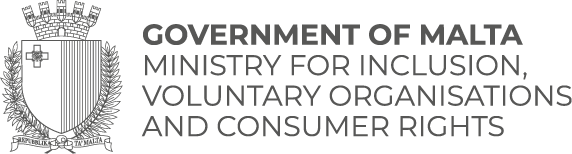 GOVERNMENT OF MALTA
MINISTRY FOR INCLUSION,
VOLUNTARY ORGANISATIONS
AND CONSUMER RIGHTS
REPUBBLIKA TA' MALTA